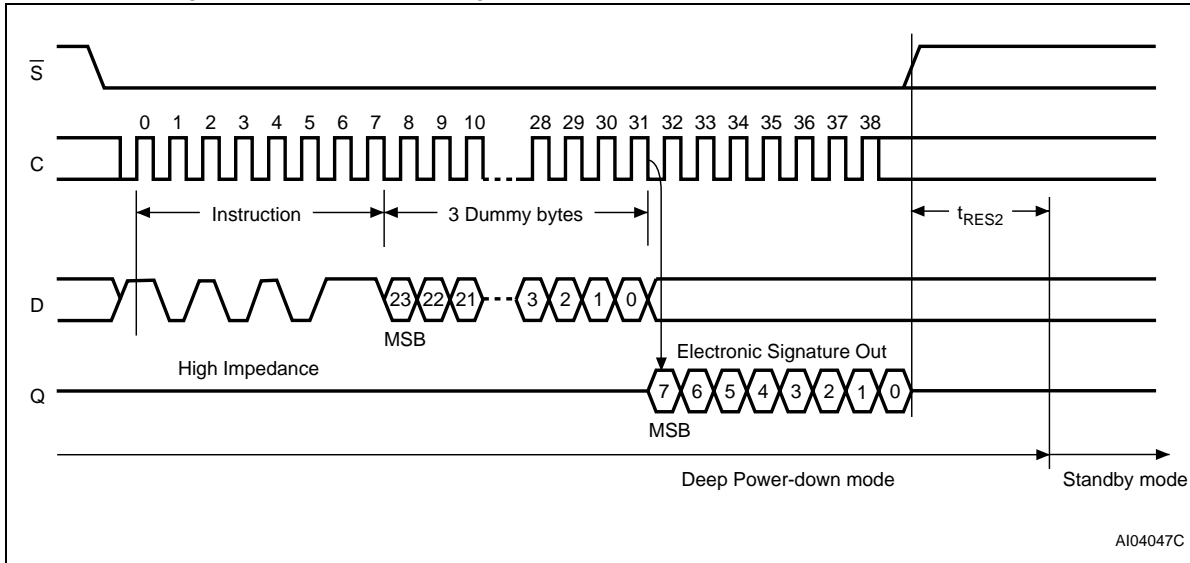 S
0 1 2 3 4 5 6 7 8 9 10 28 29 30 31 32 33 34 35 36 37 38
C
Instruction 3 Dummy bytes tRES2
D
23 22 21 3 2 1 0
MSB
High Impedance
Electronic Signature Out
Q
7 6 5 4 3 2 1 0
MSB
Deep Power-down mode Standby mode
AI04047C